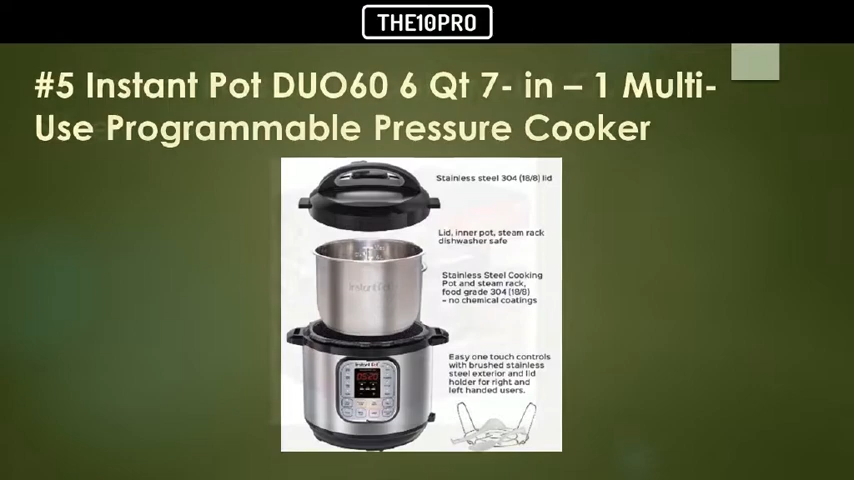 THE10PRO
#5 Instant Pot DUO60 6 Qt 7- in – 1 Multi-
Use Programmable Pressure Cooker
Stainless steel 304 (18/8) lid
Lid, inner pot, steam rack
dishwasher safe
Stainless Steel Cooking
Pot and steam rack,
food grade 304 (18/8)
- no chemical coatings
Instant Pot
Easy one touch controls
with brushed stainless
steel exterior and lid
holder for right and
left handed users.